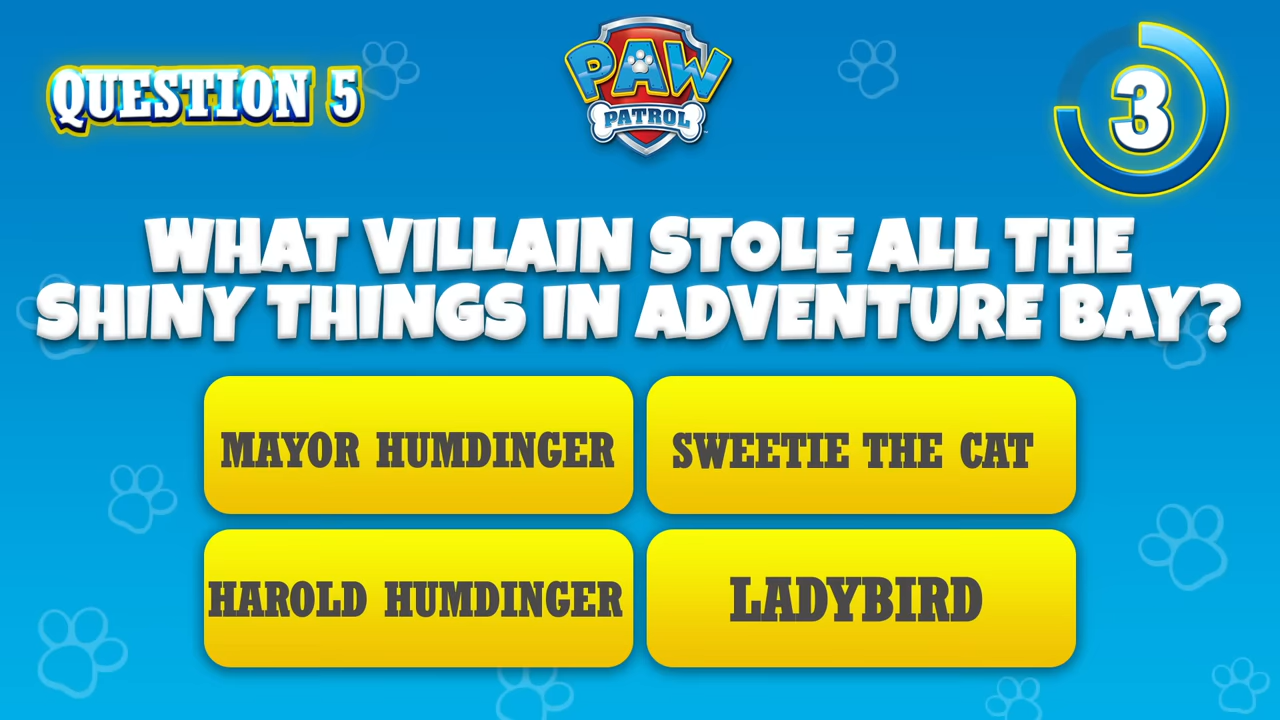 QUESTION 5
PAW
PATROL
3
WHAT VILLAIN STOLE ALL THE
SHINY THINGS IN ADVENTURE BAY?
MAYOR HUMDINGER
SWEETIE THE CAT
HAROLD HUMDINGER
LADYBIRD